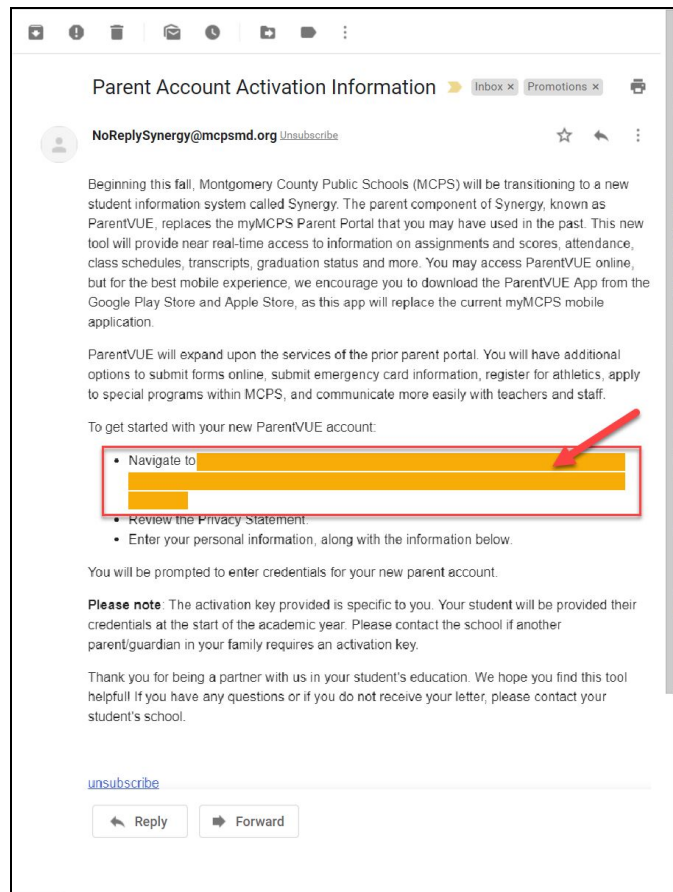 Parent Account Activation Information Inbox × Promotions ×
NoReplySynergy@mcpsmd.org Unsubscribe
Beginning this fall, Montgomery County Public Schools (MCPS) will be transitioning to a new
student information system called Synergy. The parent component of Synergy, known as
ParentVUE, replaces the myMCPS Parent Portal that you may have used in the past. This new
tool will provide near real-time access to information on assignments and scores, attendance,
class schedules, transcripts, graduation status and more. You may access ParentVUE online,
but for the best mobile experience, we encourage you to download the ParentVUE App from the
Google Play Store and Apple Store, as this app will replace the current myMCPS mobile
application.
ParentVUE will expand upon the services of the prior parent portal. You will have additional
options to submit forms online, submit emergency card information, register for athletics, apply
to special programs within MCPS, and communicate more easily with teachers and staff.
To get started with your new ParentVUE account:
• Navigate to
• Review the Privacy Statement.
• Enter your personal information, along with the information below.
You will be prompted to enter credentials for your new parent account.
Please note: The activation key provided is specific to you. Your student will be provided their
credentials at the start of the academic year. Please contact the school if another
parent/guardian in your family requires an activation key.
Thank you for being a partner with us in your student's education. We hope you find this tool
helpful! If you have any questions or if you do not receive your letter, please contact your
student's school.
unsubscribe
Reply Forward